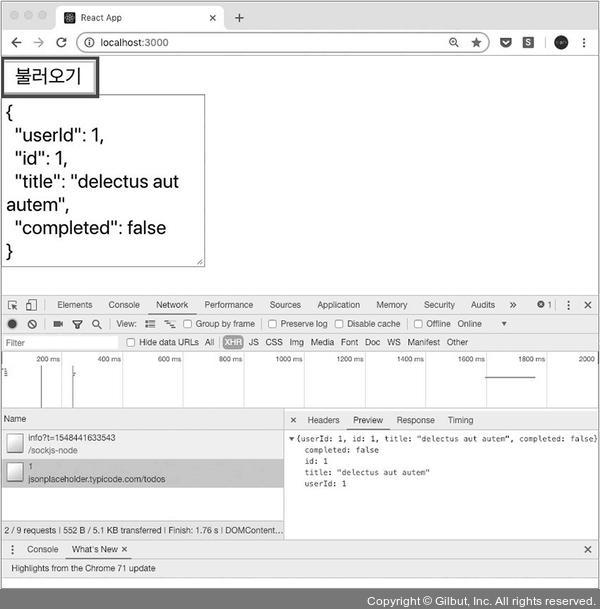 React App
localhost:3000
불러오기
{
"userId": 1,
"id": 1,
"title": "delectus aut
autem",
"completed": false
}
Elements Console Network Performance Sources Application Memory Security Audits » 1
View: Group by frame Preserve log Disable cache Offline Online
Filter Hide data URLs All XHR JS CSS Img Media Font Doc WS Manifest Other
200 ms 400 ms 600 ms 800 ms 1000 ms 1200 ms 1400 ms 1600 ms 1800 ms 2000
Name
info?t=1548441633543
/sockjs-node
1
jsonplaceholder.typicode.com/todos
2 / 9 requests | 552 B / 5.1 KB transferred | Finish: 1.76 s | DOMContent...
× Headers Preview Response Timing
▼{userId: 1, id: 1, title: "delectus aut autem", completed: false}
completed: false
id: 1
title: "delectus aut autem"
userId: 1
Console What's New ×
Highlights from the Chrome 71 update
Copyright © Gilbut, Inc. All rights reserved.